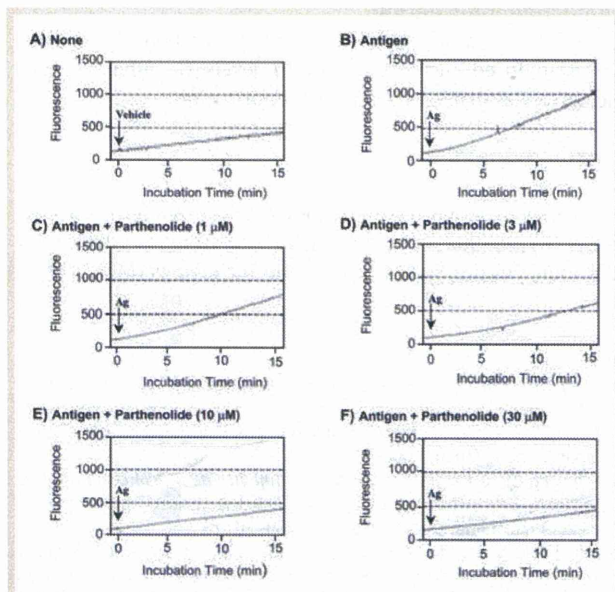 A) None
1500
1000
500
0
Fluorescence
Vehicle
0 5 10 15
Incubation Time (min)
B) Antigen
1500
1000
500
0
Fluorescence
Ag
0 5 10 15
Incubation Time (min)
C) Antigen + Parthenolide (1 µM)
1500
1000
500
0
Fluorescence
Ag
0 5 10 15
Incubation Time (min)
D) Antigen + Parthenolide (3 µM)
1500
1000
500
0
Fluorescence
Ag
0 5 10 15
Incubation Time (min)
E) Antigen + Parthenolide (10 µM)
1500
1000
500
0
Fluorescence
Ag
0 5 10 15
Incubation Time (min)
F) Antigen + Parthenolide (30 µM)
1500
1000
500
0
Fluorescence
Ag
0 5 10 15
Incubation Time (min)